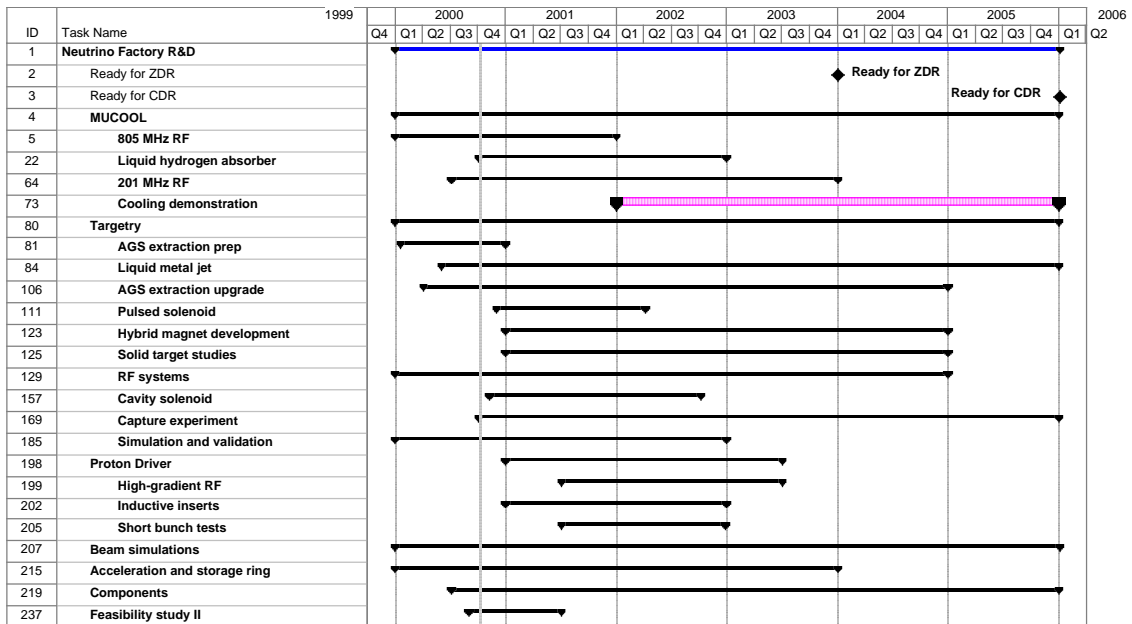 1999 2000 2001 2002 2003 2004 2005 2006
ID Task Name Q4 Q1 Q2 Q3 Q4 Q1 Q2 Q3 Q4 Q1 Q2 Q3 Q4 Q1 Q2 Q3 Q4 Q1 Q2 Q3 Q4 Q1 Q2 Q3 Q4 Q1 Q2
1 Neutrino Factory R&D
2 Ready for ZDR Ready for ZDR
3 Ready for CDR Ready for CDR
4 MUCOOL
5 805 MHz RF
22 Liquid hydrogen absorber
64 201 MHz RF
73 Cooling demonstration
80 Targetry
81 AGS extraction prep
84 Liquid metal jet
106 AGS extraction upgrade
111 Pulsed solenoid
123 Hybrid magnet development
125 Solid target studies
129 RF systems
157 Cavity solenoid
169 Capture experiment
185 Simulation and validation
198 Proton Driver
199 High-gradient RF
202 Inductive inserts
205 Short bunch tests
207 Beam simulations
215 Acceleration and storage ring
219 Components
237 Feasibility study II